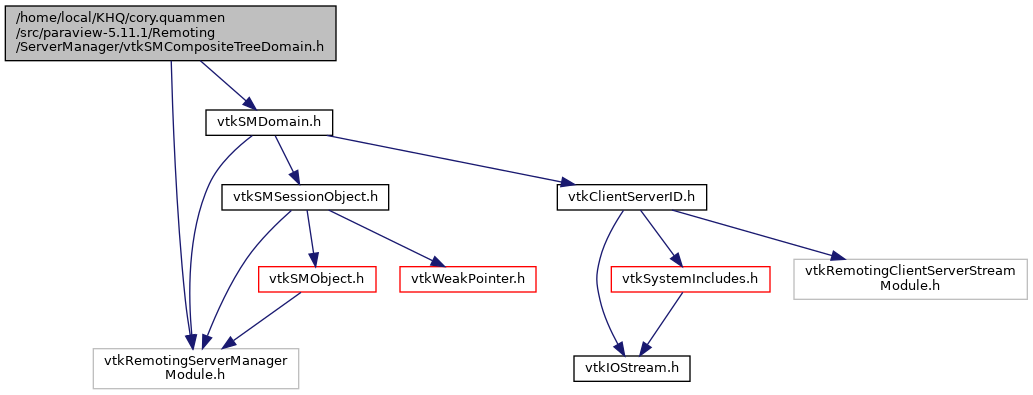 /home/local/KHQ/cory.quammen
/src/paraview-5.11.1/Remoting
/ServerManager/vtkSMCompositeTreeDomain.h
vtkSMDomain.h
vtkSMSessionObject.h
vtkClientServerID.h
vtkSMObject.h
vtkWeakPointer.h
vtkSystemIncludes.h
vtkRemotingClientServerStream
Module.h
vtkRemotingServerManager
Module.h
vtkIOStream.h